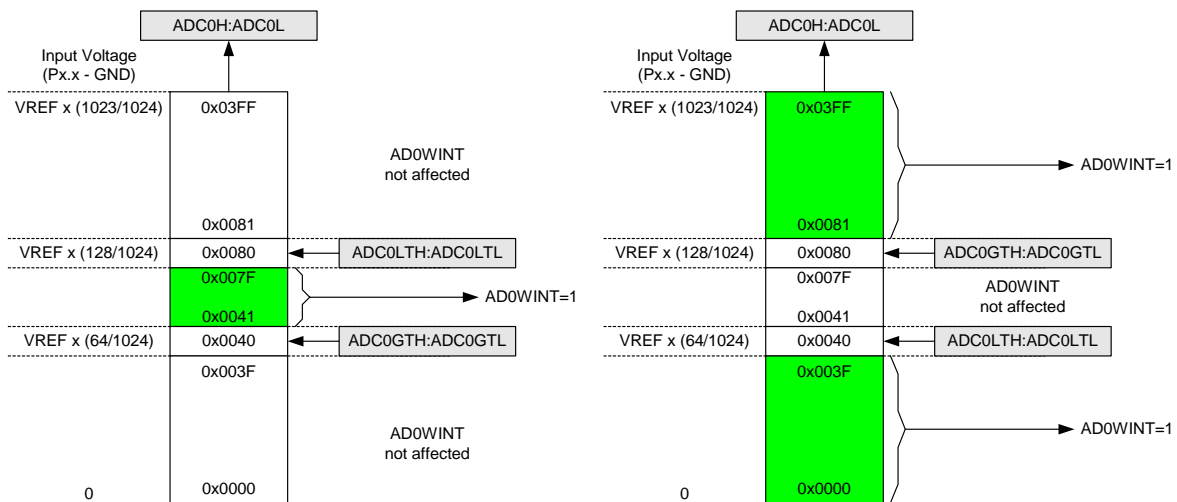 ADC0H:ADC0L
Input Voltage
(Px.x - GND)
VREF x (1023/1024)
0x03FF
AD0WINT
not affected
0x0081
VREF x (128/1024)
0x0080
ADC0LTH:ADC0LTL
0x007F
AD0WINT=1
0x0041
VREF x (64/1024)
0x0040
ADC0GTH:ADC0GTL
0x003F
AD0WINT
not affected
0
0x0000
ADC0H:ADC0L
Input Voltage
(Px.x - GND)
VREF x (1023/1024)
0x03FF
AD0WINT=1
0x0081
VREF x (128/1024)
0x0080
ADC0GTH:ADC0GTL
0x007F
AD0WINT
not affected
0x0041
VREF x (64/1024)
0x0040
ADC0LTH:ADC0LTL
0x003F
AD0WINT=1
0
0x0000